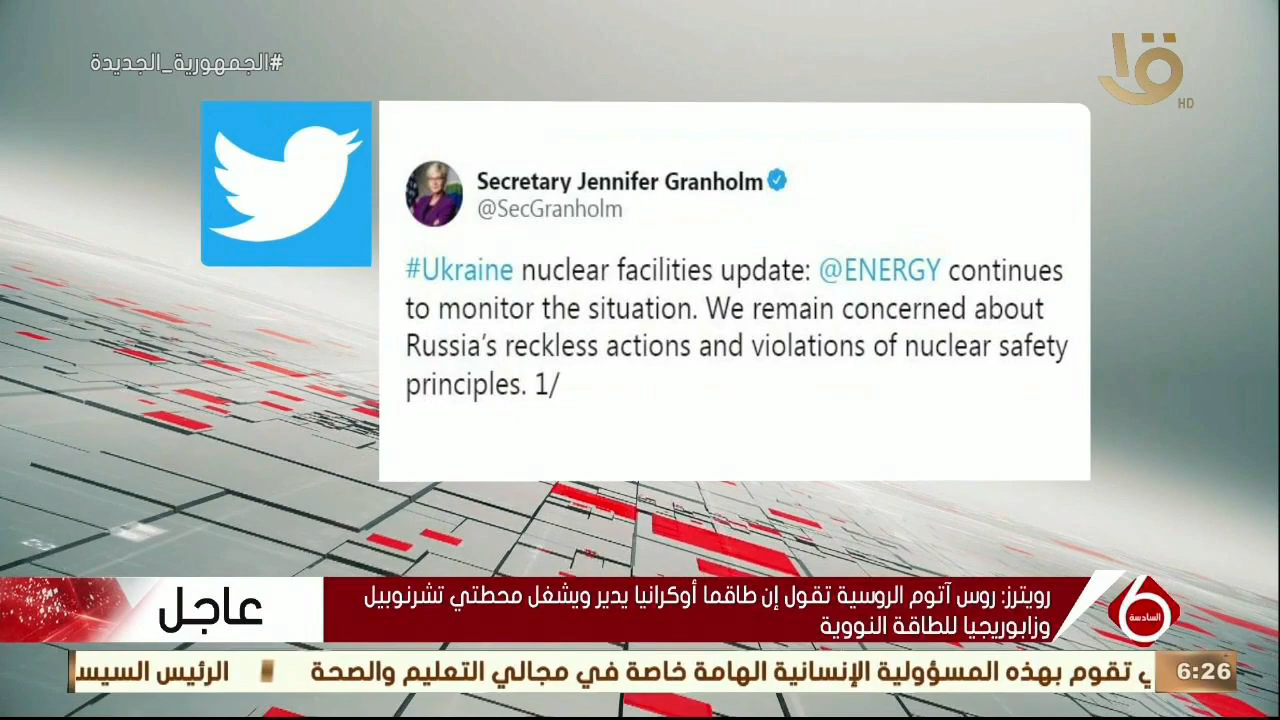 #الجمهورية_الجديدة
HD
Secretary Jennifer Granholm
@SecGranholm
#Ukraine nuclear facilities update: @ENERGY continues
to monitor the situation. We remain concerned about
Russia's reckless actions and violations of nuclear safety
principles. 1/
عاجل
رويترز: روس آتوم الروسية تقول إن طاقما أوكرانيا يدير ويشغل محطتي تشرنوبيل
وزابوريجيا للطاقة النووية
السادسة
ي تقوم بهذه المسؤولية الإنسانية الهامة خاصة في مجالي التعليم والصحة
الرئيس السيس
6:26